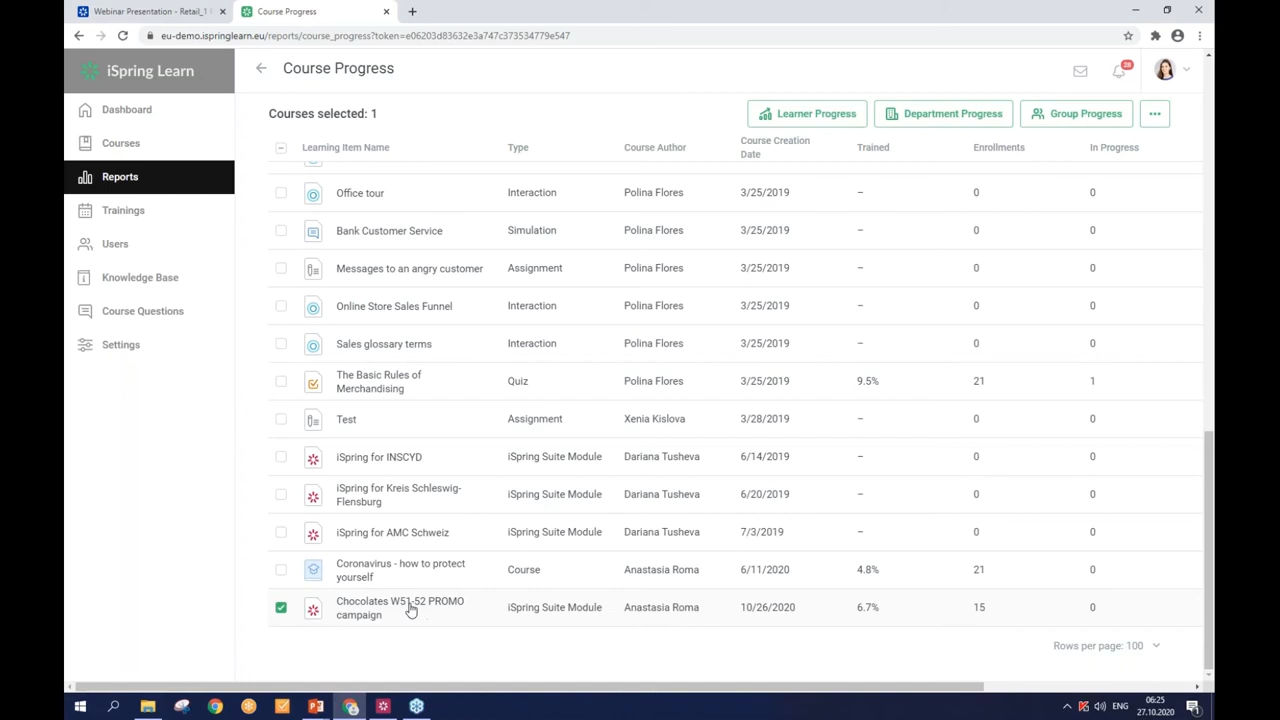 Webinar Presentation - Retail_1
Course Progress
eu-demo.ispringlearn.eu/reports/course_progress?token=e06203d83632e3a747c373534779e547
iSpring Learn
Course Progress
28
Dashboard
Courses
Reports
Trainings
Users
Knowledge Base
Course Questions
Settings
Courses selected: 1
Learner Progress
Department Progress
Group Progress
Learning Item Name
Type
Course Author
Course Creation
Date
Trained
Enrollments
In Progress
Office tour Interaction Polina Flores 3/25/2019 – 0 0
Bank Customer Service Simulation Polina Flores 3/25/2019 – 0 0
Messages to an angry customer Assignment Polina Flores 3/25/2019 – 0 0
Online Store Sales Funnel Interaction Polina Flores 3/25/2019 – 0 0
Sales glossary terms Interaction Polina Flores 3/25/2019 – 0 0
The Basic Rules of
Merchandising
Quiz Polina Flores 3/25/2019 9.5% 21 1
Test Assignment Xenia Kislova 3/28/2019 – 0 0
iSpring for INSCYD iSpring Suite Module Dariana Tusheva 6/14/2019 – 0 0
iSpring for Kreis Schleswig-
Flensburg
iSpring Suite Module Dariana Tusheva 6/20/2019 – 0 0
iSpring for AMC Schweiz iSpring Suite Module Dariana Tusheva 7/3/2019 – 0 0
Coronavirus - how to protect
yourself
Course Anastasia Roma 6/11/2020 4.8% 21 0
Chocolates W51-52 PROMO
campaign
iSpring Suite Module Anastasia Roma 10/26/2020 6.7% 15 0
Rows per page: 100
ENG
06:25
27.10.2020